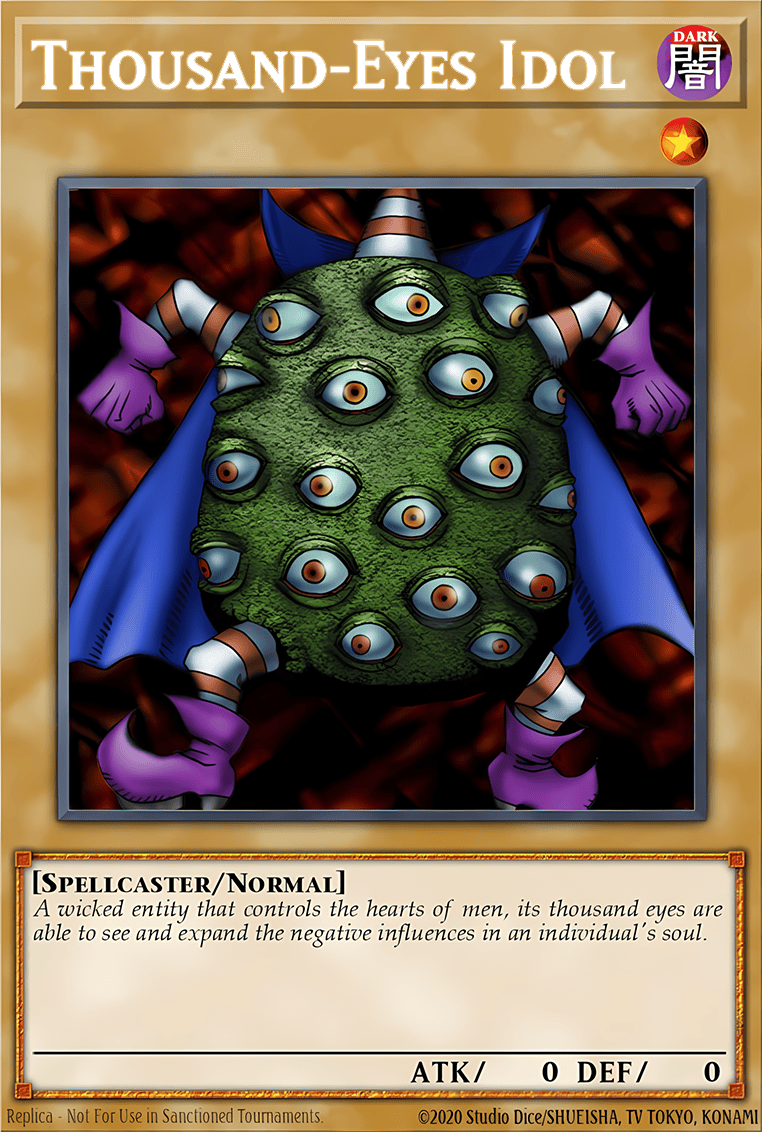 Thousand-Eyes Idol
DARK
闇
[Spellcaster/Normal]
A wicked entity that controls the hearts of men, its thousand eyes are
able to see and expand the negative influences in an individual's soul.
ATK/ 0 DEF/ 0
Replica - Not For Use in Sanctioned Tournaments.
©2020 Studio Dice/SHUEISHA, TV TOKYO, KONAMI